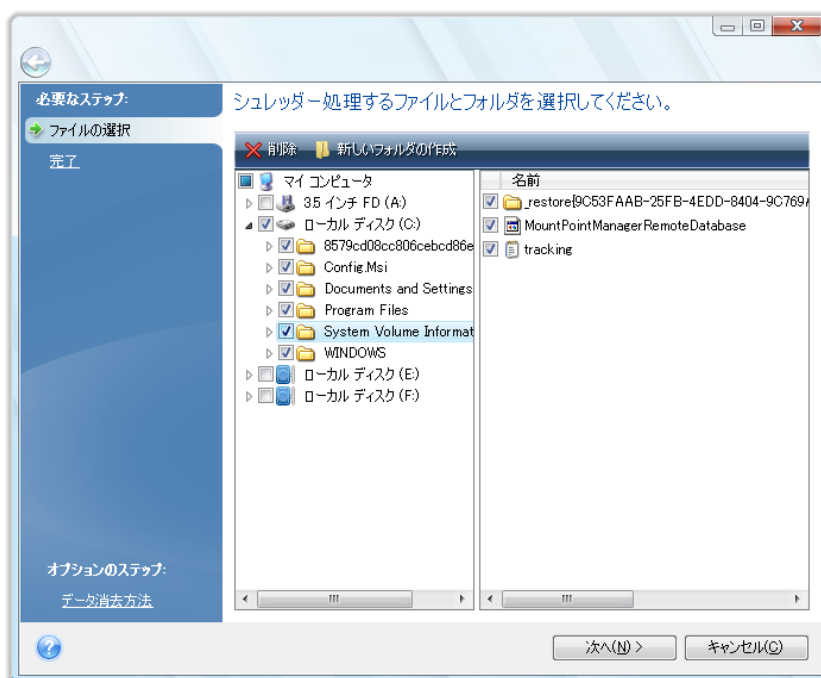 必要なステップ:
ファイルの選択
完了
シュレッダー処理するファイルとフォルダを選択してください。
削除 新しいフォルダの作成
マイ コンピュータ
3.5 インチ FD (A:)
ローカル ディスク (C:)
8579cd08cc806cebcd86e
Config.Msi
Documents and Settings
Program Files
System Volume Informat
WINDOWS
ローカル ディスク (E:)
ローカル ディスク (F:)
名前
_restore{9C53FAAB-25FB-4EDD-8404-9C769A
MountPointManagerRemoteDatabase
tracking
オプションのステップ:
データ消去方法
次へ(N) >
キャンセル(C)